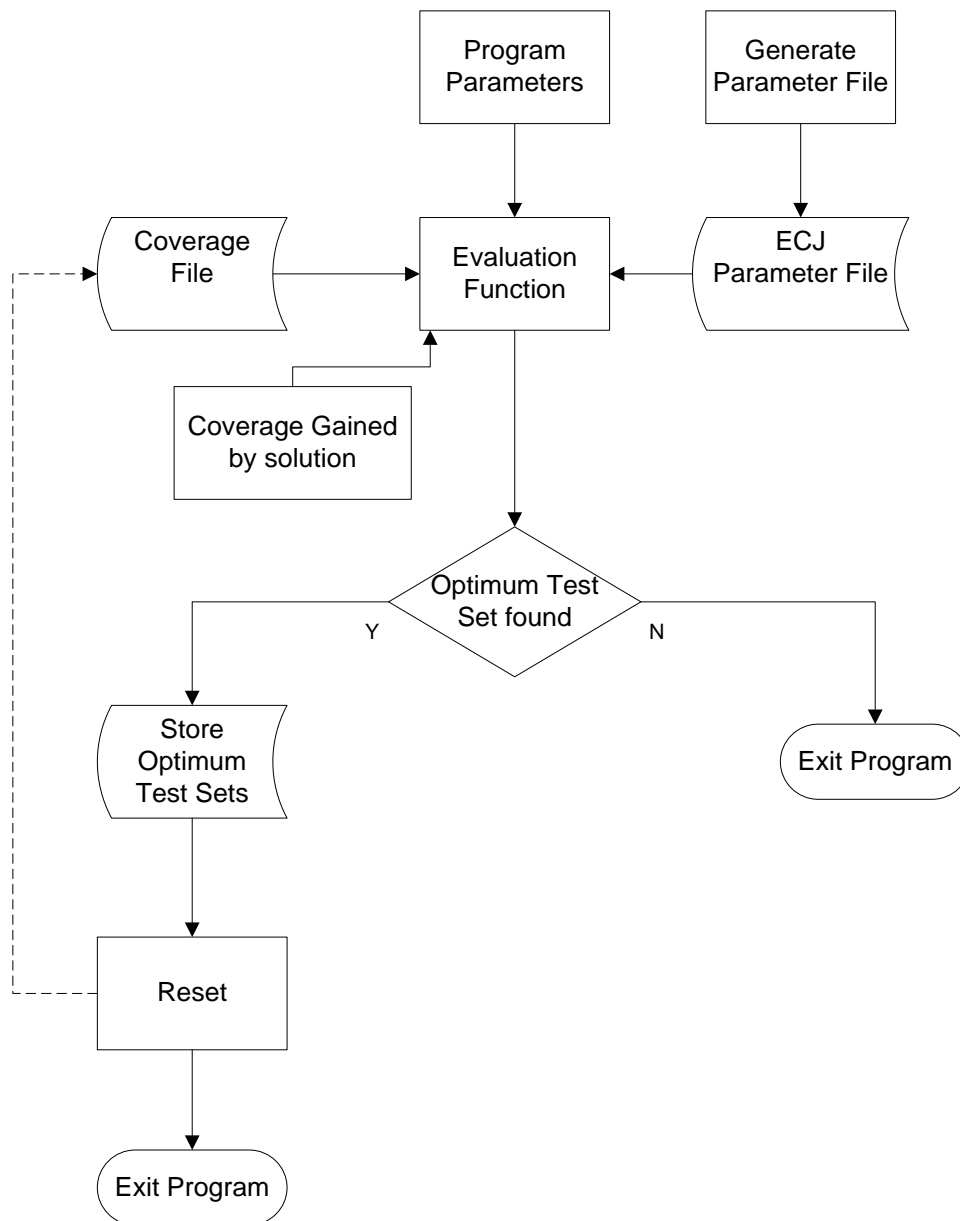 Program
Parameters
Generate
Parameter File
Coverage
File
Evaluation
Function
ECJ
Parameter File
Coverage Gained
by solution
Optimum Test
Set found
Y
N
Store
Optimum
Test Sets
Exit Program
Reset
Exit Program